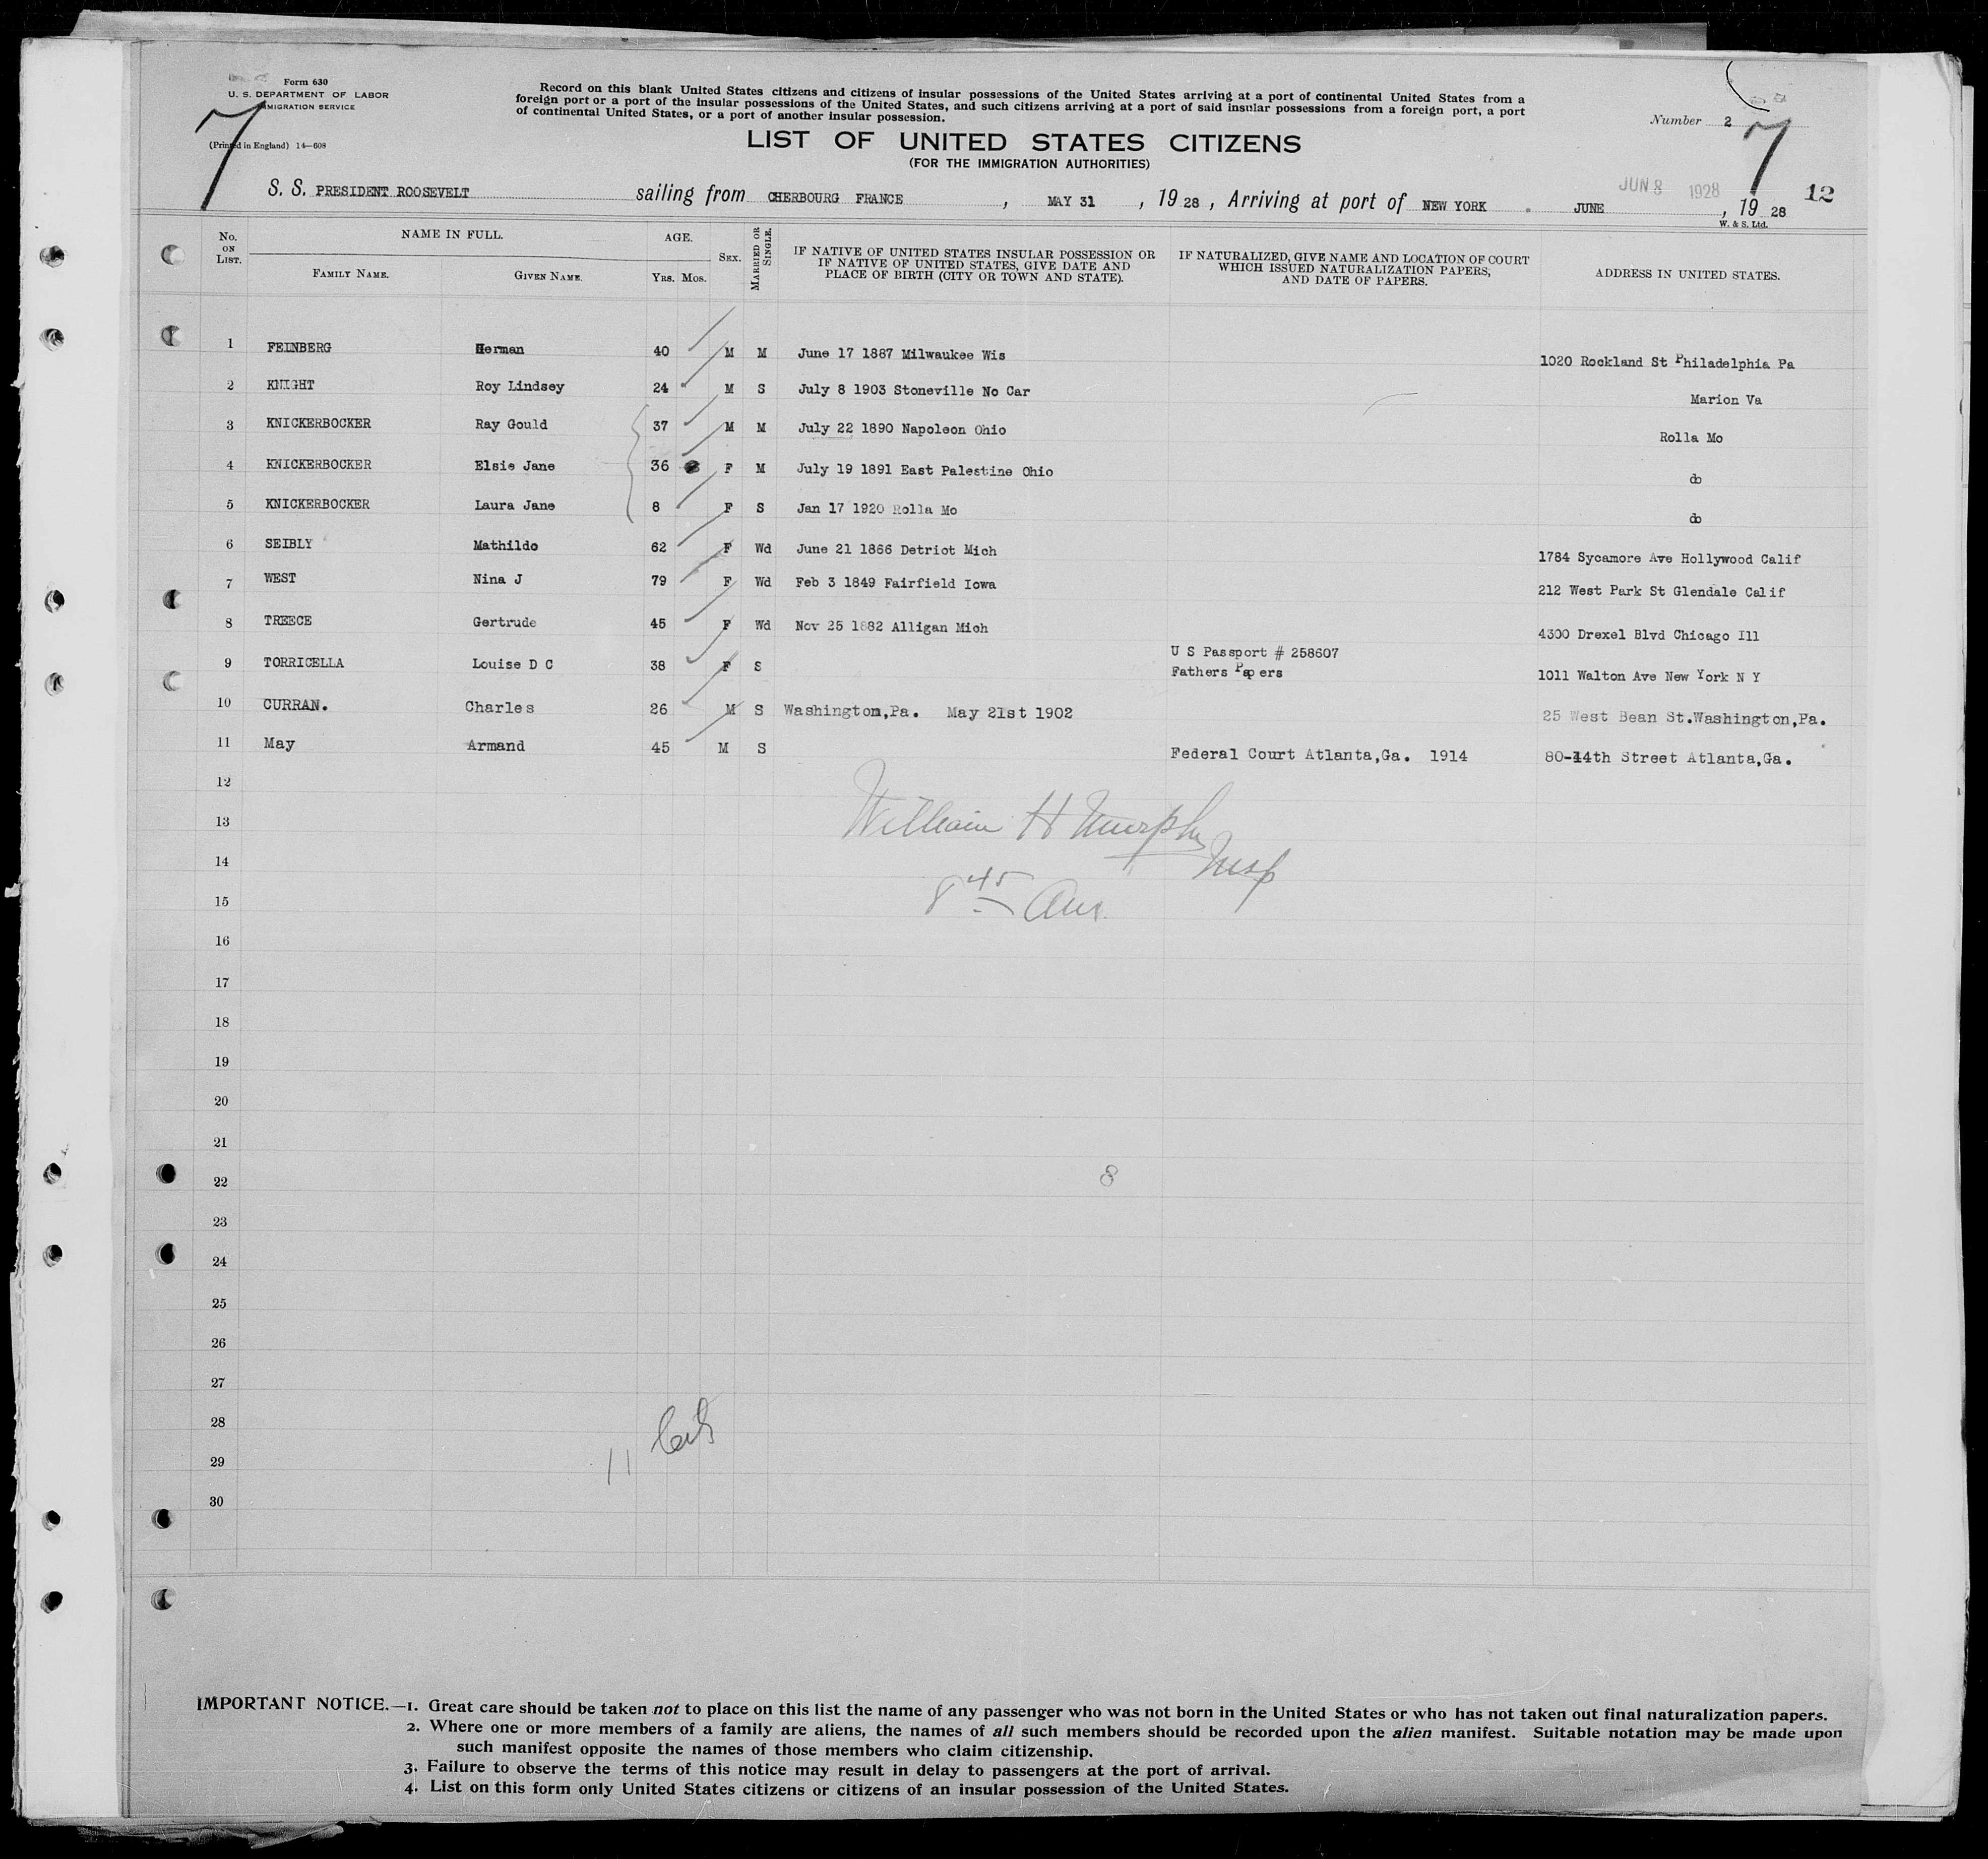 Form 630
U. S. DEPARTMENT OF LABOR
IMMIGRATION SERVICE
(Printed in England) 14—608
7
Record on this blank United States citizens and citizens of insular possessions of the United States arriving at a port of continental United States from a
foreign port or a port of the insular possessions of the United States, and such citizens arriving at a port of said insular possessions from a foreign port, a port
of continental United States, or a port of another insular possession.
LIST OF UNITED STATES CITIZENS
(FOR THE IMMIGRATION AUTHORITIES)
Number 2
7
JUN 8 1928
12
S. S. PRESIDENT ROOSEVELT sailing from CHERBOURG FRANCE, MAY 31, 1928, Arriving at port of NEW YORK. JUNE, 1928
W. & S. Ltd.
No. ON LIST. NAME IN FULL. FAMILY NAME. GIVEN NAME. AGE. YRS. MOS. SEX. MARRIED OR SINGLE. IF NATIVE OF UNITED STATES INSULAR POSSESSION OR IF NATIVE OF UNITED STATES, GIVE DATE AND PLACE OF BIRTH (CITY OR TOWN AND STATE). IF NATURALIZED, GIVE NAME AND LOCATION OF COURT WHICH ISSUED NATURALIZATION PAPERS, AND DATE OF PAPERS. ADDRESS IN UNITED STATES.
1 FEINBERG Herman 40 M M June 17 1887 Milwaukee Wis 1020 Rockland St Philadelphia Pa
2 KNIGHT Roy Lindsey 24 M S July 8 1903 Stoneville No Car Marion Va
3 KNICKERBOCKER Ray Gould 37 M M July 22 1890 Napoleon Ohio Rolla Mo
4 KNICKERBOCKER Elsie Jane 36 F M July 19 1891 East Palestine Ohio do
5 KNICKERBOCKER Laura Jane 8 F S Jan 17 1920 Rolla Mo do
6 SEIBLY Mathilde 62 F Wd June 21 1866 Detriot Mich 1784 Sycamore Ave Hollywood Calif
7 WEST Nina J 79 F Wd Feb 3 1849 Fairfield Iowa 212 West Park St Glendale Calif
8 TREECE Gertrude 45 F Wd Nov 25 1882 Alligan Mich 4300 Drexel Blvd Chicago Ill
9 TORRICELLA Louise D C 38 F S U S Passport # 258607 Fathers Papers 1011 Walton Ave New York N Y
10 CURRAN. Charles 26 M S Washington,Pa. May 21st 1902 25 West Bean St.Washington,Pa.
11 May Armand 45 M S Federal Court Atlanta,Ga. 1914 80-14th Street Atlanta,Ga.
12
13 William H Murphy
14 Insp
15 8 45 Am.
16
17
18
19
20
21
22 8
23
24
25
26
27
28
29 11
30
IMPORTANT NOTICE.—1. Great care should be taken not to place on this list the name of any passenger who was not born in the United States or who has not taken out final naturalization papers.
2. Where one or more members of a family are aliens, the names of all such members should be recorded upon the alien manifest. Suitable notation may be made upon
such manifest opposite the names of those members who claim citizenship.
3. Failure to observe the terms of this notice may result in delay to passengers at the port of arrival.
4. List on this form only United States citizens or citizens of an insular possession of the United States.